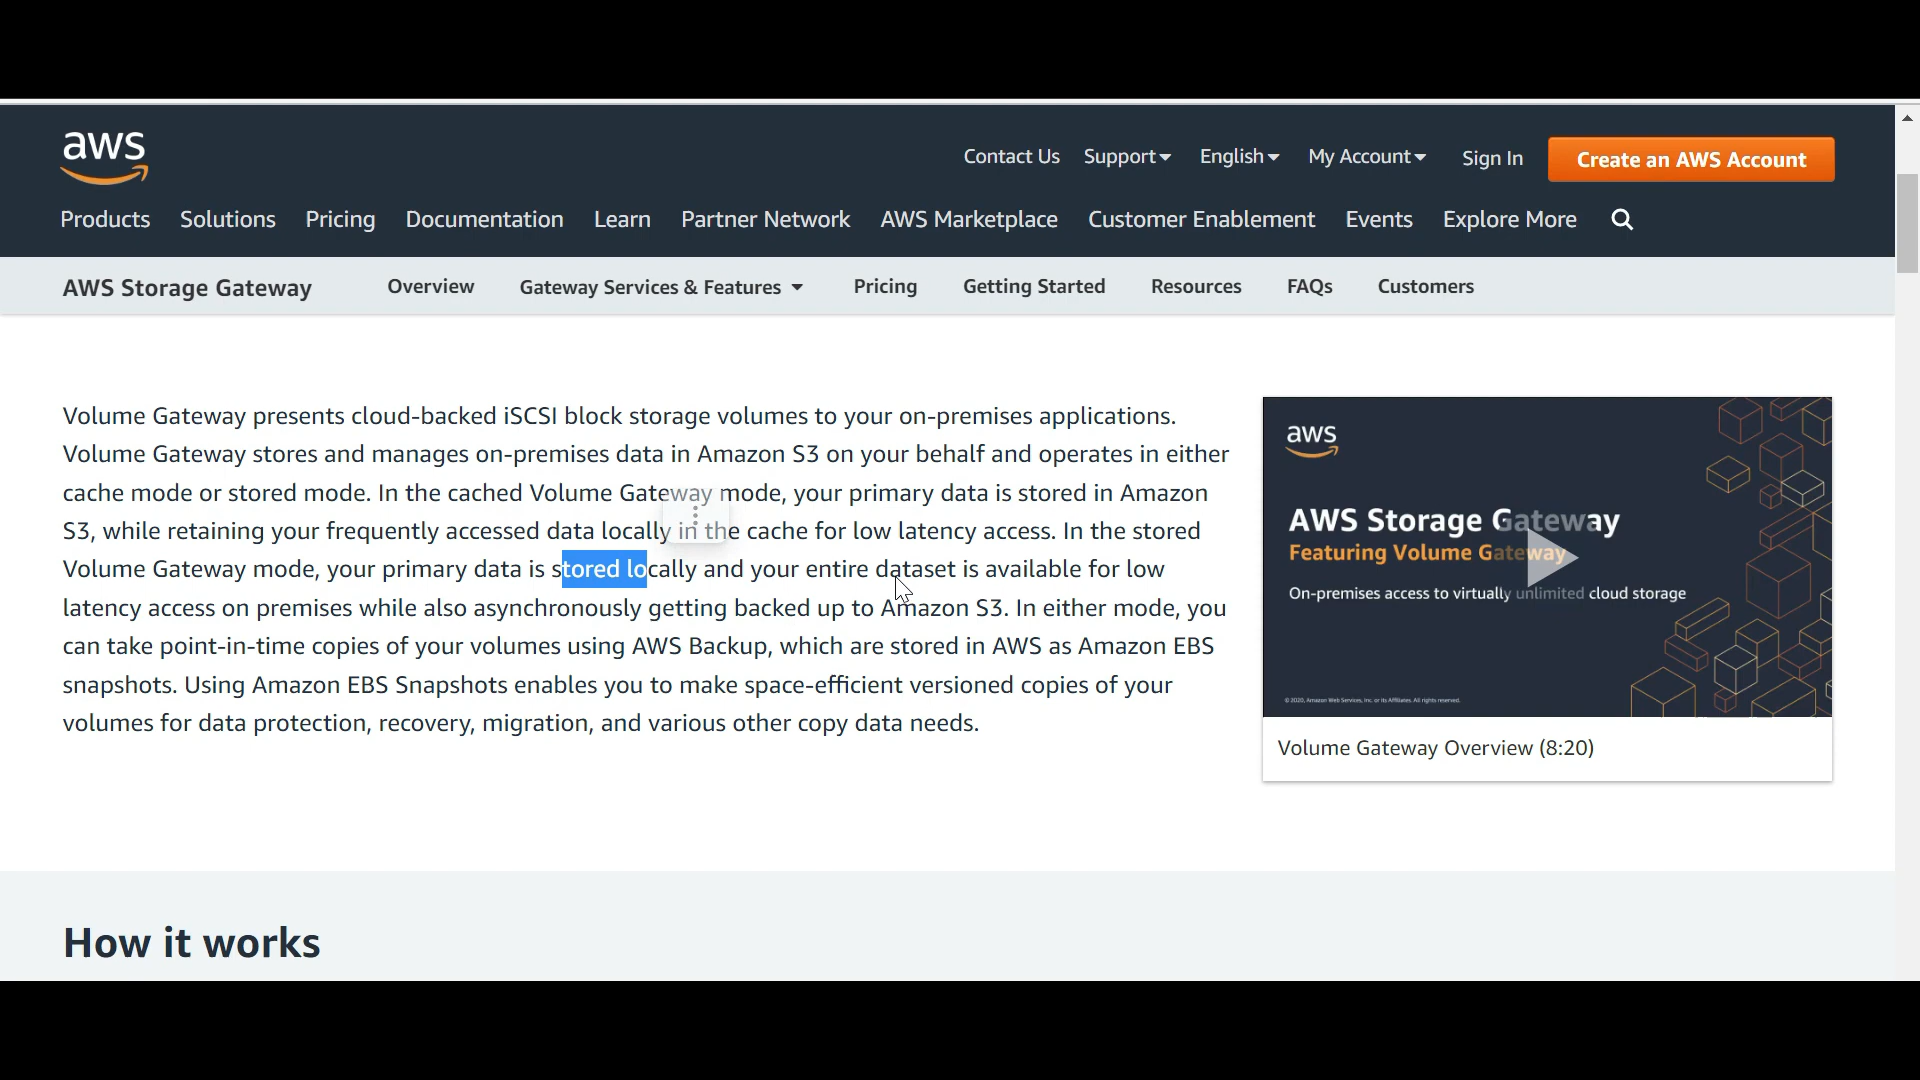 aws
Contact Us Support English My Account Sign In Create an AWS Account
Products Solutions Pricing Documentation Learn Partner Network AWS Marketplace Customer Enablement Events Explore More
AWS Storage Gateway Overview Gateway Services & Features Pricing Getting Started Resources FAQs Customers
Volume Gateway presents cloud-backed iSCSI block storage volumes to your on-premises applications.
Volume Gateway stores and manages on-premises data in Amazon S3 on your behalf and operates in either
cache mode or stored mode. In the cached Volume Gateway mode, your primary data is stored in Amazon
S3, while retaining your frequently accessed data locally in the cache for low latency access. In the stored
Volume Gateway mode, your primary data is stored locally and your entire dataset is available for low
latency access on premises while also asynchronously getting backed up to Amazon S3. In either mode, you
can take point-in-time copies of your volumes using AWS Backup, which are stored in AWS as Amazon EBS
snapshots. Using Amazon EBS Snapshots enables you to make space-efficient versioned copies of your
volumes for data protection, recovery, migration, and various other copy data needs.
aws
AWS Storage Gateway
Featuring Volume Gateway
On-premises access to virtually unlimited cloud storage
© 2020, Amazon Web Services, Inc. or its Affiliates. All rights reserved.
Volume Gateway Overview (8:20)
How it works